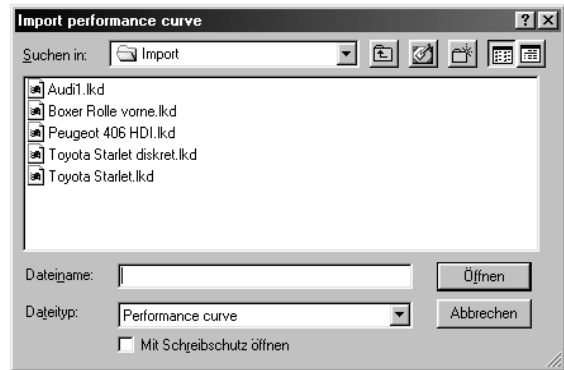 Import performance curve
Suchen in: Import
Audi1.lkd
Boxer Rolle vorne.lkd
Peugeot 406 HDI.lkd
Toyota Starlet diskret.lkd
Toyota Starlet.lkd
Dateiname: Öffnen
Dateityp: Performance curve Abbrechen
Mit Schreibschutz öffnen